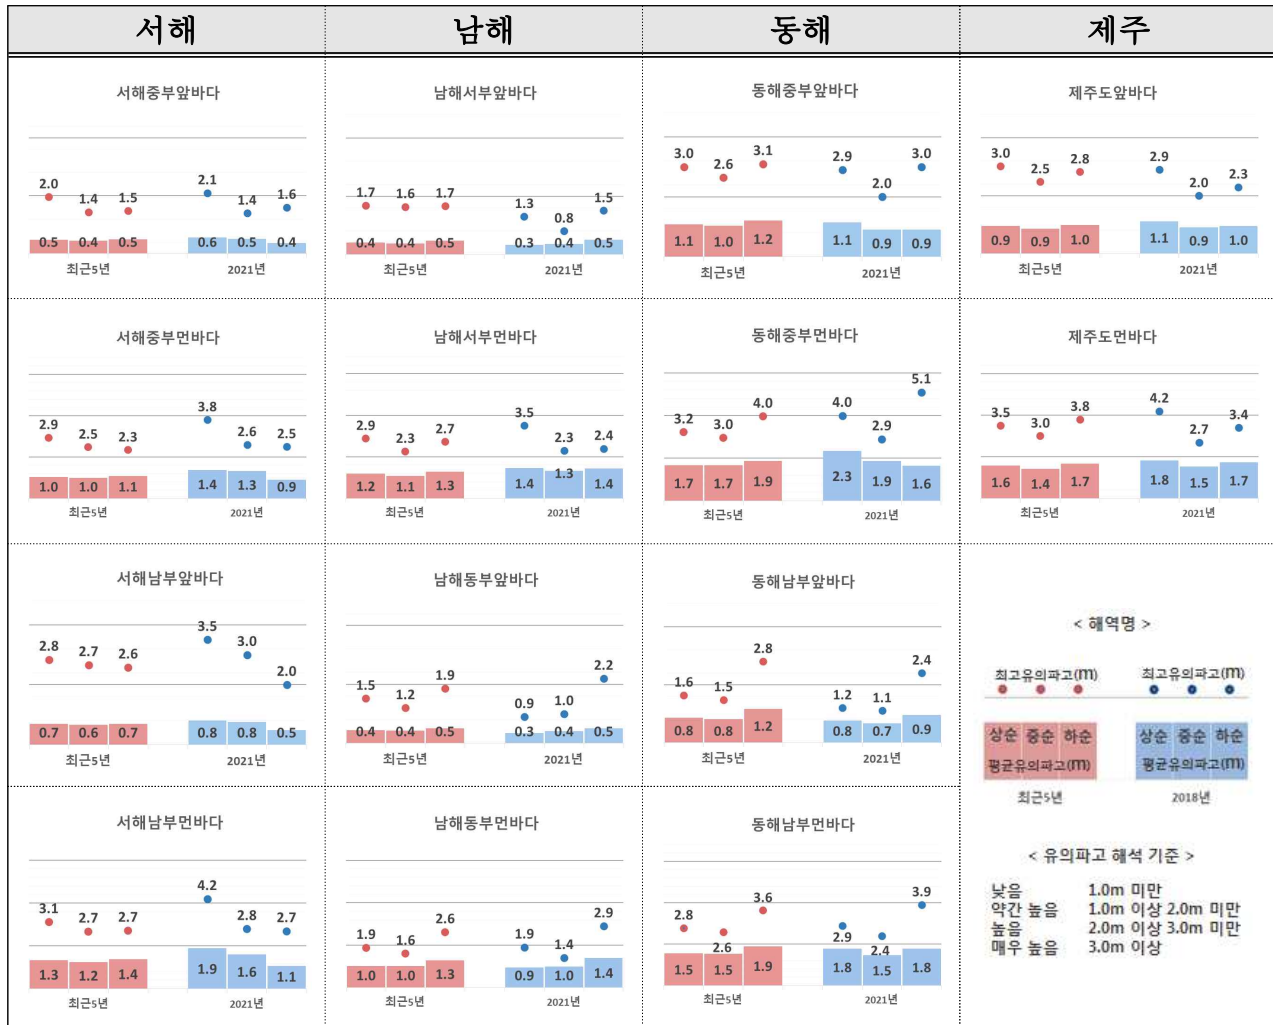 서해 남해 동해 제주
서해중부앞바다
2.0 1.4 1.5 2.1 1.4 1.6
0.5 0.4 0.5 0.6 0.5 0.4
최근5년 2021년
남해서부앞바다
1.7 1.6 1.7 1.3 0.8 1.5
0.4 0.4 0.5 0.3 0.4 0.5
최근5년 2021년
동해중부앞바다
3.0 2.6 3.1 2.9 2.0 3.0
1.1 1.0 1.2 1.1 0.9 0.9
최근5년 2021년
제주도앞바다
3.0 2.5 2.8 2.9 2.0 2.3
0.9 0.9 1.0 1.1 0.9 1.0
최근5년 2021년
서해중부먼바다
2.9 2.5 2.3 3.8 2.6 2.5
1.0 1.0 1.1 1.4 1.3 0.9
최근5년 2021년
남해서부먼바다
2.9 2.3 2.7 3.5 2.3 2.4
1.2 1.1 1.3 1.4 1.3 1.4
최근5년 2021년
동해중부먼바다
3.2 3.0 4.0 4.0 2.9 5.1
1.7 1.7 1.9 2.3 1.9 1.6
최근5년 2021년
제주도먼바다
3.5 3.0 3.8 4.2 2.7 3.4
1.6 1.4 1.7 1.8 1.5 1.7
최근5년 2021년
서해남부앞바다
2.8 2.7 2.6 3.5 3.0 2.0
0.7 0.6 0.7 0.8 0.8 0.5
최근5년 2021년
남해동부앞바다
1.5 1.2 1.9 0.9 1.0 2.2
0.4 0.4 0.5 0.3 0.4 0.5
최근5년 2021년
동해남부앞바다
1.6 1.5 2.8 1.2 1.1 2.4
0.8 0.8 1.2 0.8 0.7 0.9
최근5년 2021년
서해남부먼바다
3.1 2.7 2.7 4.2 2.8 2.7
1.3 1.2 1.4 1.9 1.6 1.1
최근5년 2021년
남해동부먼바다
1.9 1.6 2.6 1.9 1.4 2.9
1.0 1.0 1.3 0.9 1.0 1.4
최근5년 2021년
동해남부먼바다
2.8 2.6 3.6 2.9 2.4 3.9
1.5 1.5 1.9 1.8 1.5 1.8
최근5년 2021년
< 해역명 >
최고유의파고(m) 최고유의파고(m)
상순 중순 하순 상순 중순 하순
평균유의파고(m) 평균유의파고(m)
최근5년 2018년
< 유의파고 해석 기준 >
낮음 1.0m 미만
약간 높음 1.0m 이상 2.0m 미만
높음 2.0m 이상 3.0m 미만
매우 높음 3.0m 이상